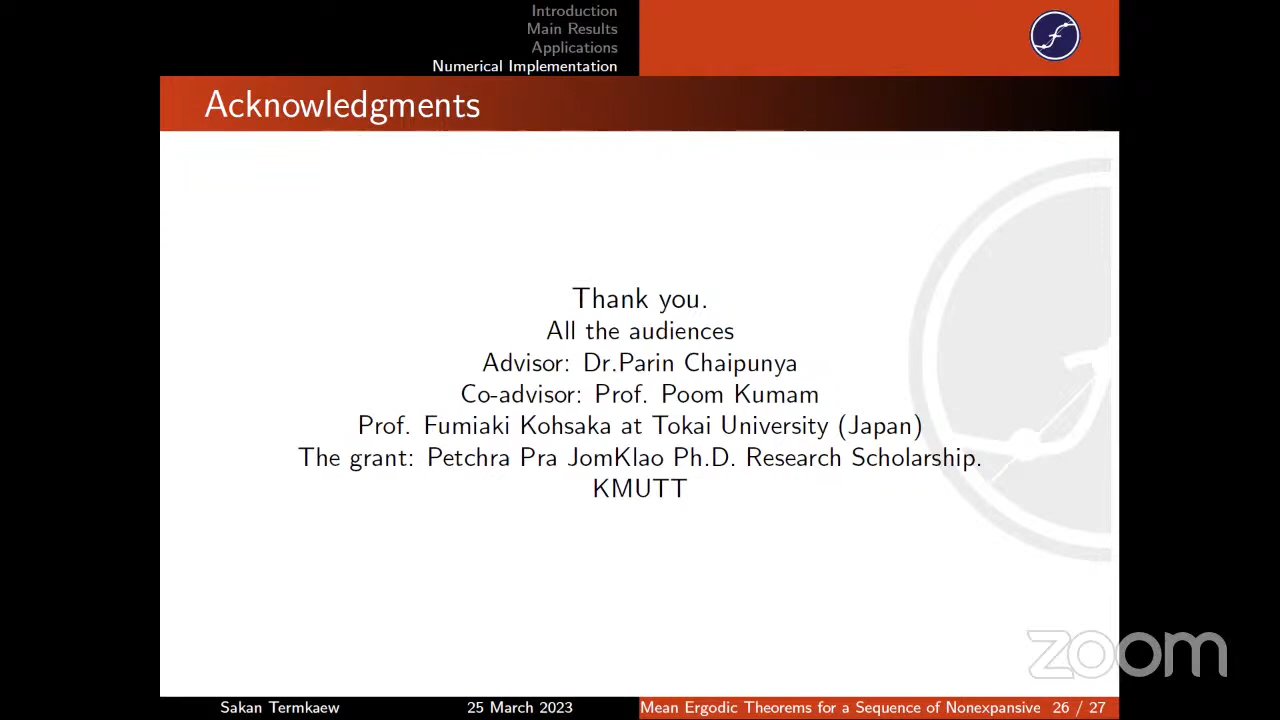 Introduction
Main Results
Applications
Numerical Implementation
Acknowledgments
Thank you.
All the audiences
Advisor: Dr.Parin Chaipunya
Co-advisor: Prof. Poom Kumam
Prof. Fumiaki Kohsaka at Tokai University (Japan)
The grant: Petchra Pra JomKlao Ph.D. Research Scholarship.
KMUTT
zoom
Sakan Termkaew 25 March 2023 Mean Ergodic Theorems for a Sequence of Nonexpansive 26 / 27